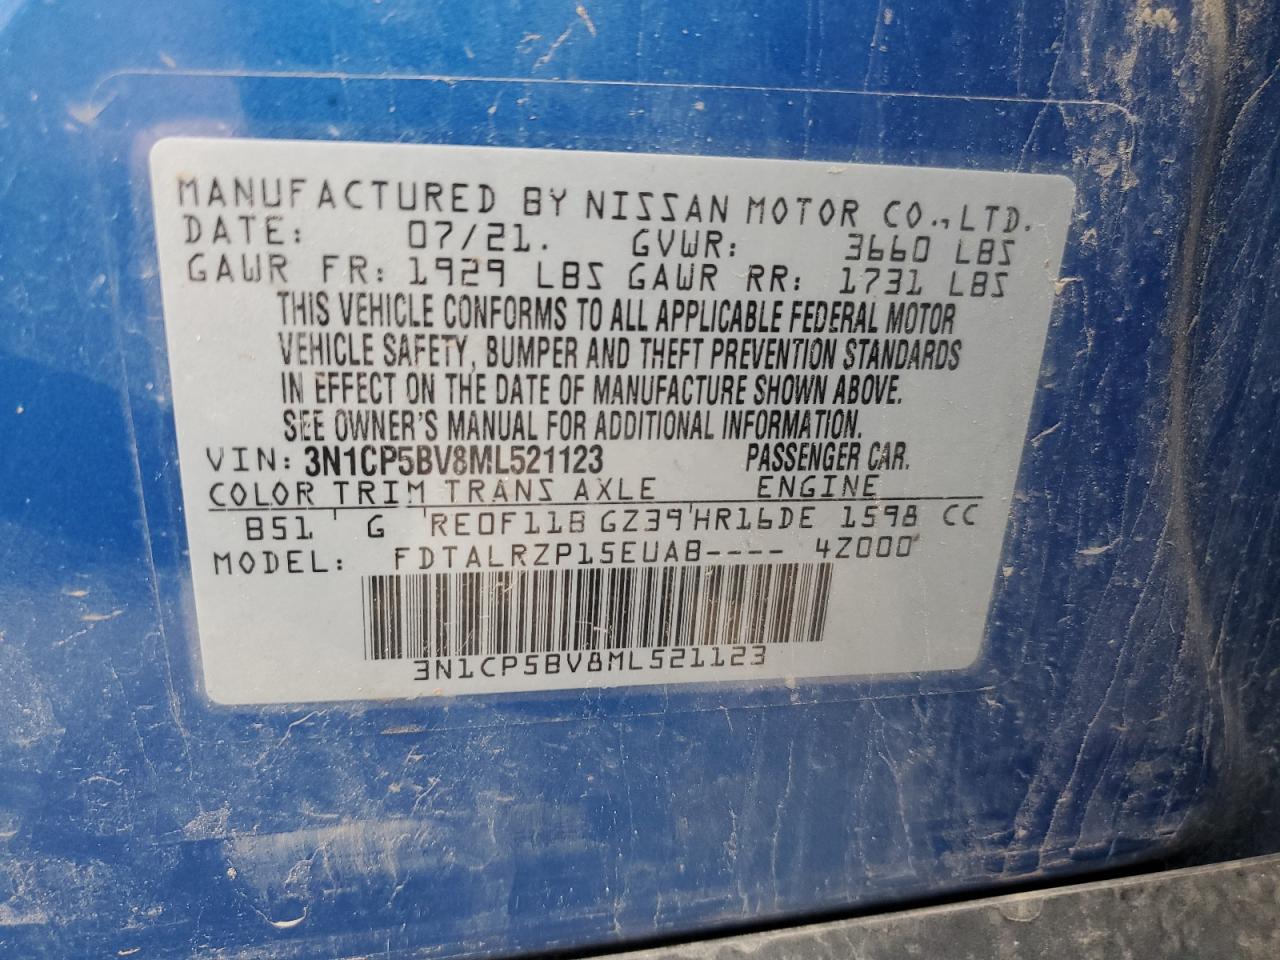 MANUFACTURED BY NISSAN MOTOR CO., LTD.
DATE: 07/21. GVWR: 3660 LBS
GAWR FR: 1929 LBS GAWR RR: 1731 LBS
THIS VEHICLE CONFORMS TO ALL APPLICABLE FEDERAL MOTOR
VEHICLE SAFETY, BUMPER AND THEFT PREVENTION STANDARDS
IN EFFECT ON THE DATE OF MANUFACTURE SHOWN ABOVE.
SEE OWNER'S MANUAL FOR ADDITIONAL INFORMATION.
VIN: 3N1CP5BV8ML521123 PASSENGER CAR.
COLOR TRIM TRANS AXLE ENGINE
B51 G RE0F11B GZ39 HR16DE 1598 CC
MODEL: FDTALRZP15EUAB---- 4Z000
3N1CP5BV8ML521123